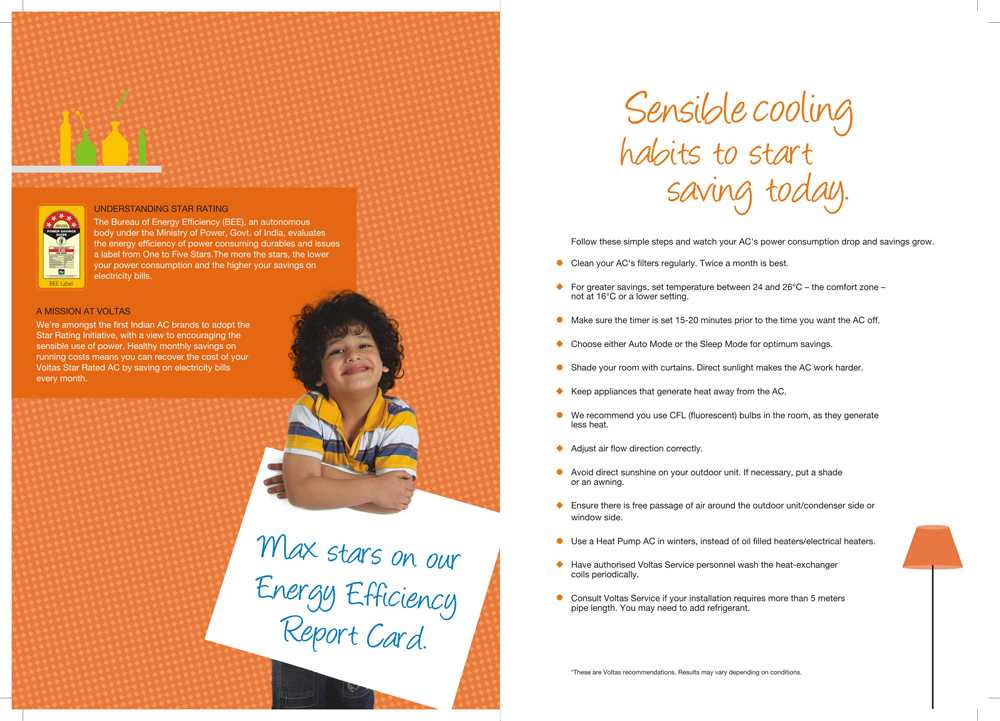 UNDERSTANDING STAR RATING
The Bureau of Energy Efficiency (BEE), an autonomous
body under the Ministry of Power, Govt. of India, evaluates
the energy efficiency of power consuming durables and issues
a label from One to Five Stars.The more the stars, the lower
your power consumption and the higher your savings on
electricity bills.
POWER SAVINGS
GUIDE
BEE Label
A MISSION AT VOLTAS
We're amongst the first Indian AC brands to adopt the
Star Rating Initiative, with a view to encouraging the
sensible use of power. Healthy monthly savings on
running costs means you can recover the cost of your
Voltas Star Rated AC by saving on electricity bills
every month.
Max stars on our
Energy Efficiency
Report Card.
Sensible cooling
habits to start
saving today.
Follow these simple steps and watch your AC's power consumption drop and savings grow.
Clean your AC's filters regularly. Twice a month is best.
For greater savings, set temperature between 24 and 26°C – the comfort zone –
not at 16°C or a lower setting.
Make sure the timer is set 15-20 minutes prior to the time you want the AC off.
Choose either Auto Mode or the Sleep Mode for optimum savings.
Shade your room with curtains. Direct sunlight makes the AC work harder.
Keep appliances that generate heat away from the AC.
We recommend you use CFL (fluorescent) bulbs in the room, as they generate
less heat.
Adjust air flow direction correctly.
Avoid direct sunshine on your outdoor unit. If necessary, put a shade
or an awning.
Ensure there is free passage of air around the outdoor unit/condenser side or
window side.
Use a Heat Pump AC in winters, instead of oil filled heaters/electrical heaters.
Have authorised Voltas Service personnel wash the heat-exchanger
coils periodically.
Consult Voltas Service if your installation requires more than 5 meters
pipe length. You may need to add refrigerant.
*These are Voltas recommendations. Results may vary depending on conditions.